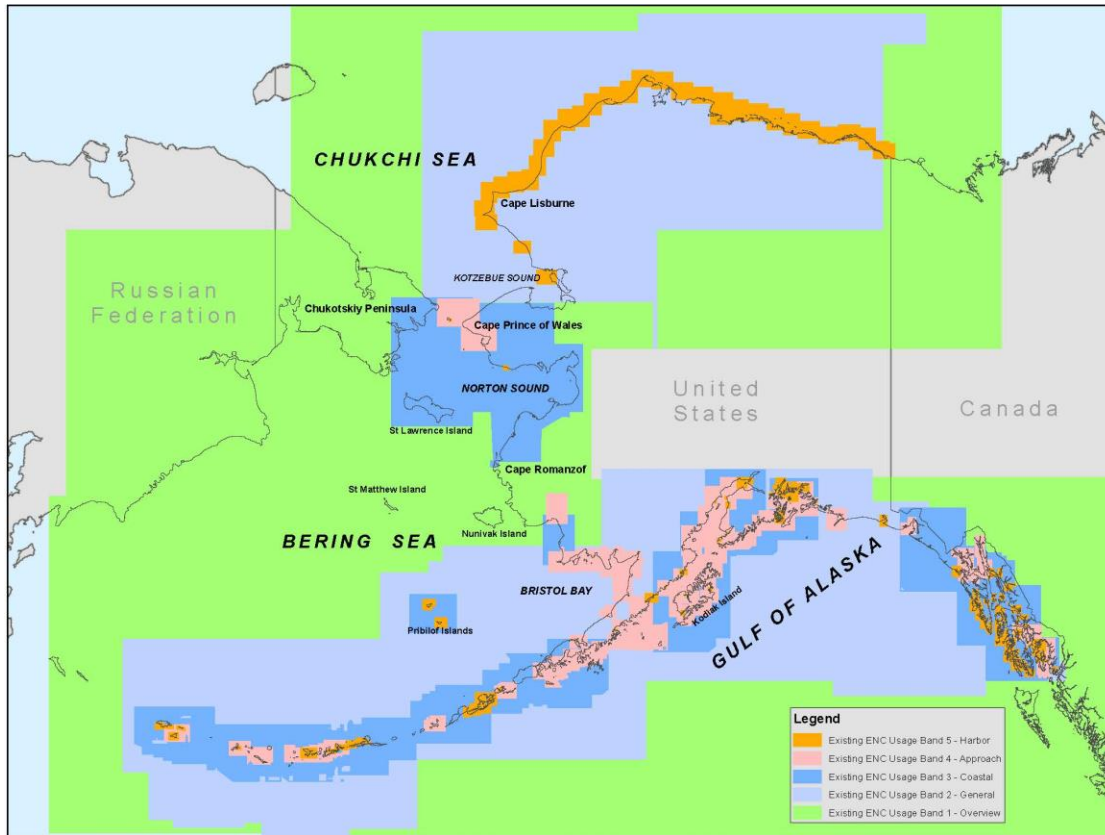 CHUKCHI SEA
Cape Lisburne
KOTZEBUE SOUND
Russian
Federation
Chukotskiy Peninsula
Cape Prince of Wales
NORTON SOUND
United
States
Canada
St Lawrence Island
Cape Romanzof
St Matthew Island
Nunivak Island
BERING SEA
BRISTOL BAY
Kodiak Island
GULF OF ALASKA
Pribilof Islands
Legend
Existing ENC Usage Band 5 - Harbor
Existing ENC Usage Band 4 - Approach
Existing ENC Usage Band 3 - Coastal
Existing ENC Usage Band 2 - General
Existing ENC Usage Band 1 - Overview